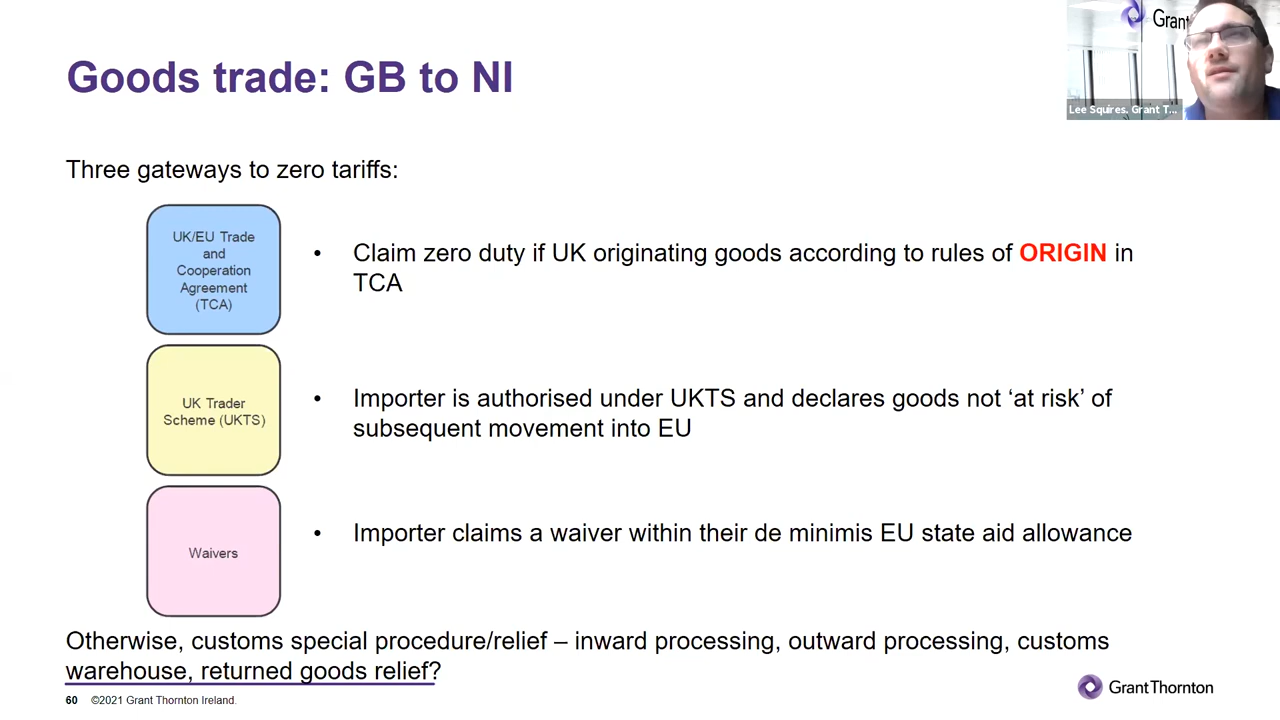 Grant
Lee Squires. Grant T...
Goods trade: GB to NI
Three gateways to zero tariffs:
UK/EU Trade
and
Cooperation
Agreement
(TCA)
• Claim zero duty if UK originating goods according to rules of ORIGIN in
TCA
UK Trader
Scheme (UKTS)
• Importer is authorised under UKTS and declares goods not ‘at risk’ of
subsequent movement into EU
Waivers
• Importer claims a waiver within their de minimis EU state aid allowance
Otherwise, customs special procedure/relief – inward processing, outward processing, customs
warehouse, returned goods relief?
60 ©2021 Grant Thornton Ireland.
GrantThornton